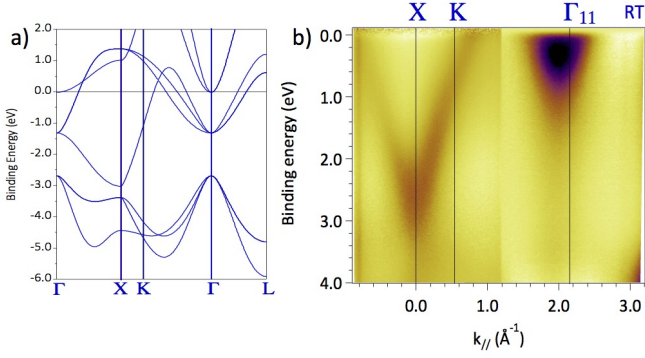 a)
2.0
1.0
0.0
-1.0
-2.0
-3.0
-4.0
-5.0
-6.0
Binding Energy (eV)
Γ X K Γ L
b)
X K Γ11 RT
0.0
1.0
2.0
3.0
4.0
Binding energy (eV)
0.0 1.0 2.0 3.0
k// (Å-1)